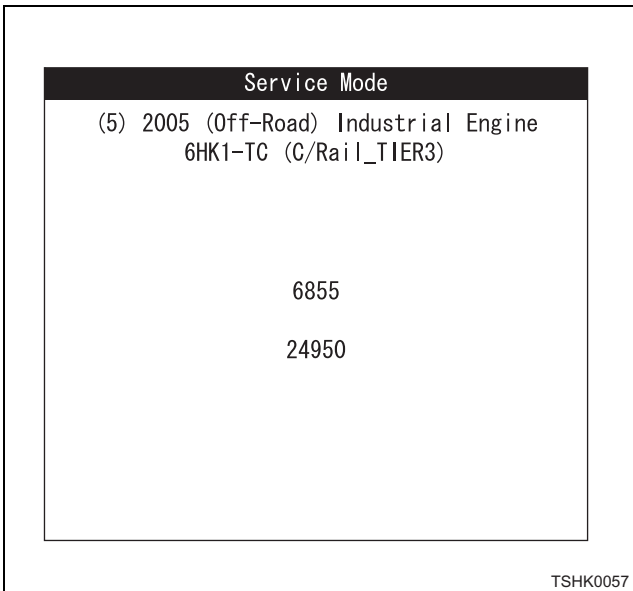 Service Mode
(5) 2005 (Off-Road) Industrial Engine
6HK1-TC (C/Rail_TIER3)
6855
24950
TSHK0057